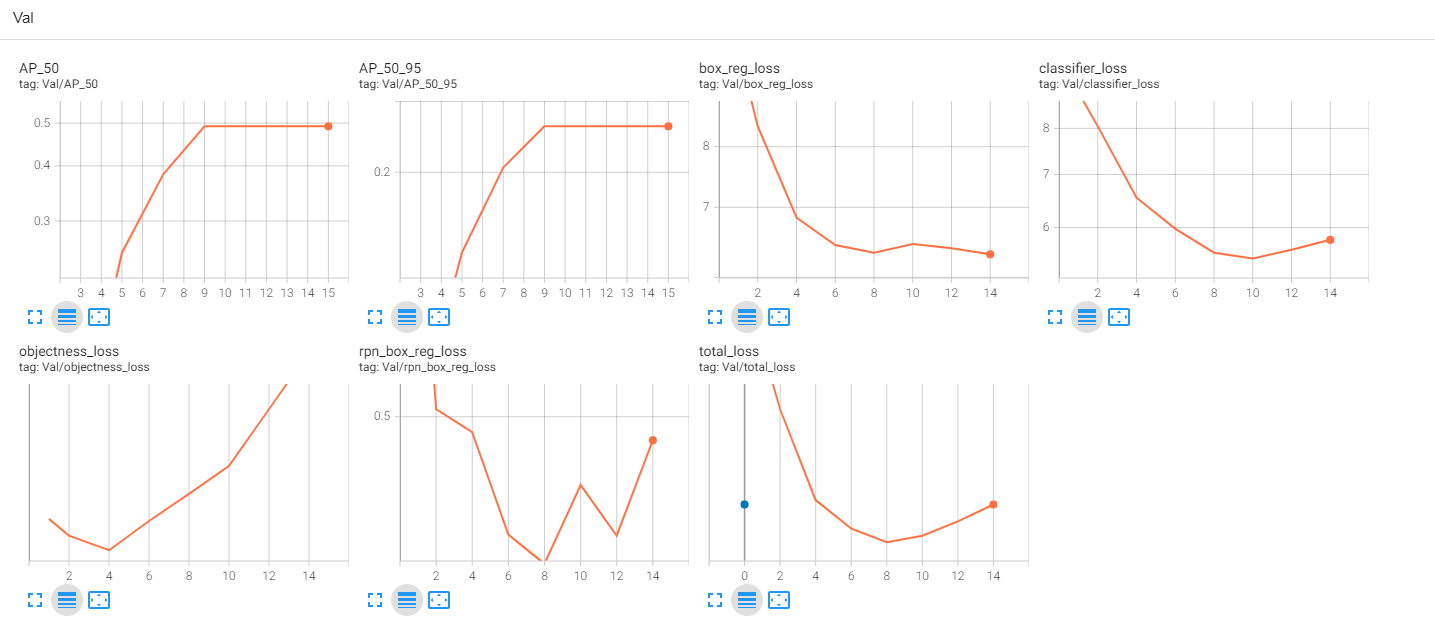 Val
AP_50
tag: Val/AP_50
0.5
0.4
0.3
3 4 5 6 7 8 9 10 11 12 13 14 15
AP_50_95
tag: Val/AP_50_95
0.2
3 4 5 6 7 8 9 10 11 12 13 14 15
box_reg_loss
tag: Val/box_reg_loss
8
7
2 4 6 8 10 12 14
classifier_loss
tag: Val/classifier_loss
8
7
6
2 4 6 8 10 12 14
objectness_loss
tag: Val/objectness_loss
2 4 6 8 10 12 14
rpn_box_reg_loss
tag: Val/rpn_box_reg_loss
0.5
2 4 6 8 10 12 14
total_loss
tag: Val/total_loss
0 2 4 6 8 10 12 14